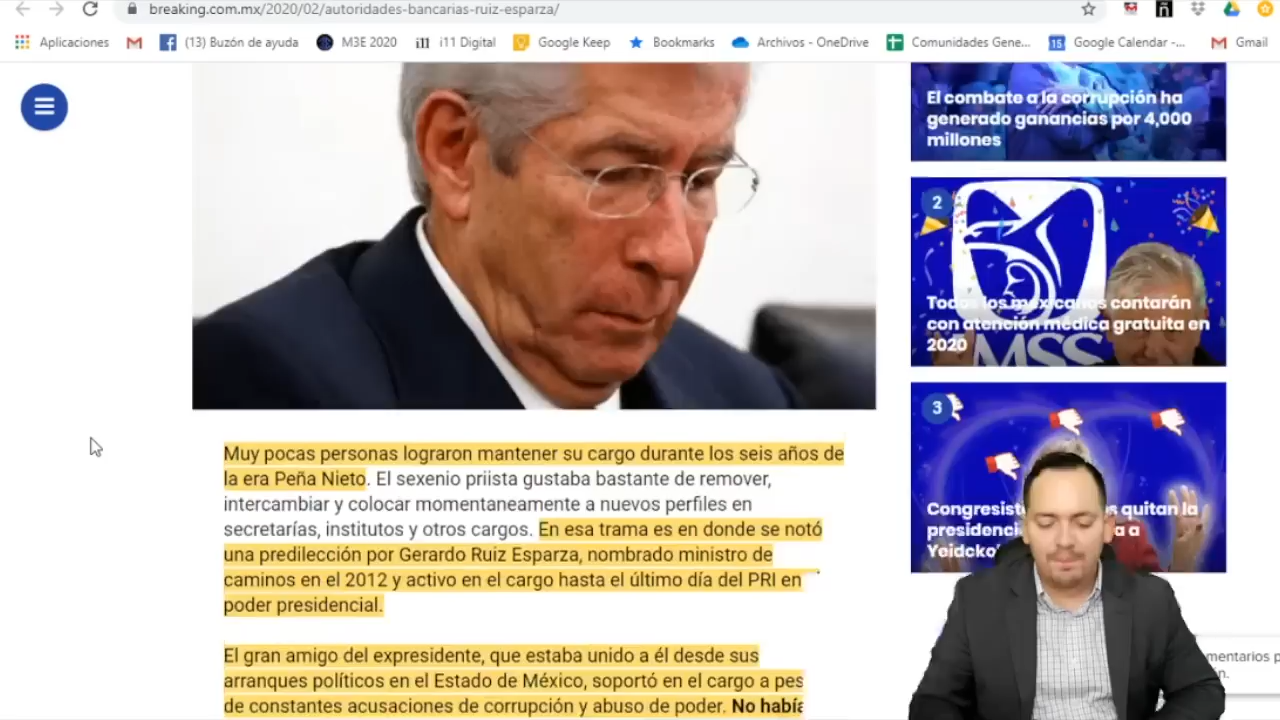 breaking.com.mx/2020/02/autoridades-bancarias-ruiz-esparza/
Aplicaciones
(13) Buzón de ayuda
M3E 2020
i11 Digital
Google Keep
Bookmarks
Archivos - OneDrive
Comunidades Gene...
Google Calendar -...
Gmail
El combate a la corrupción ha
generado ganancias por 4,000
millones
2
Todos los mexicanos contarán
con atención médica gratuita en
2020
MSS
3
quitan la
presidenci
a a
Muy pocas personas lograron mantener su cargo durante los seis años de
la era Peña Nieto. El sexenio priista gustaba bastante de remover,
intercambiar y colocar momentaneamente a nuevos perfiles en
secretarías, institutos y otros cargos. En esa trama es en donde se notó
una predilección por Gerardo Ruiz Esparza, nombrado ministro de
caminos en el 2012 y activo en el cargo hasta el último día del PRI en
poder presidencial.
El gran amigo del expresidente, que estaba unido a él desde sus
arranques políticos en el Estado de México, soportó en el cargo a pes
de constantes acusaciones de corrupción y abuso de poder. No había
mentarios p
n.